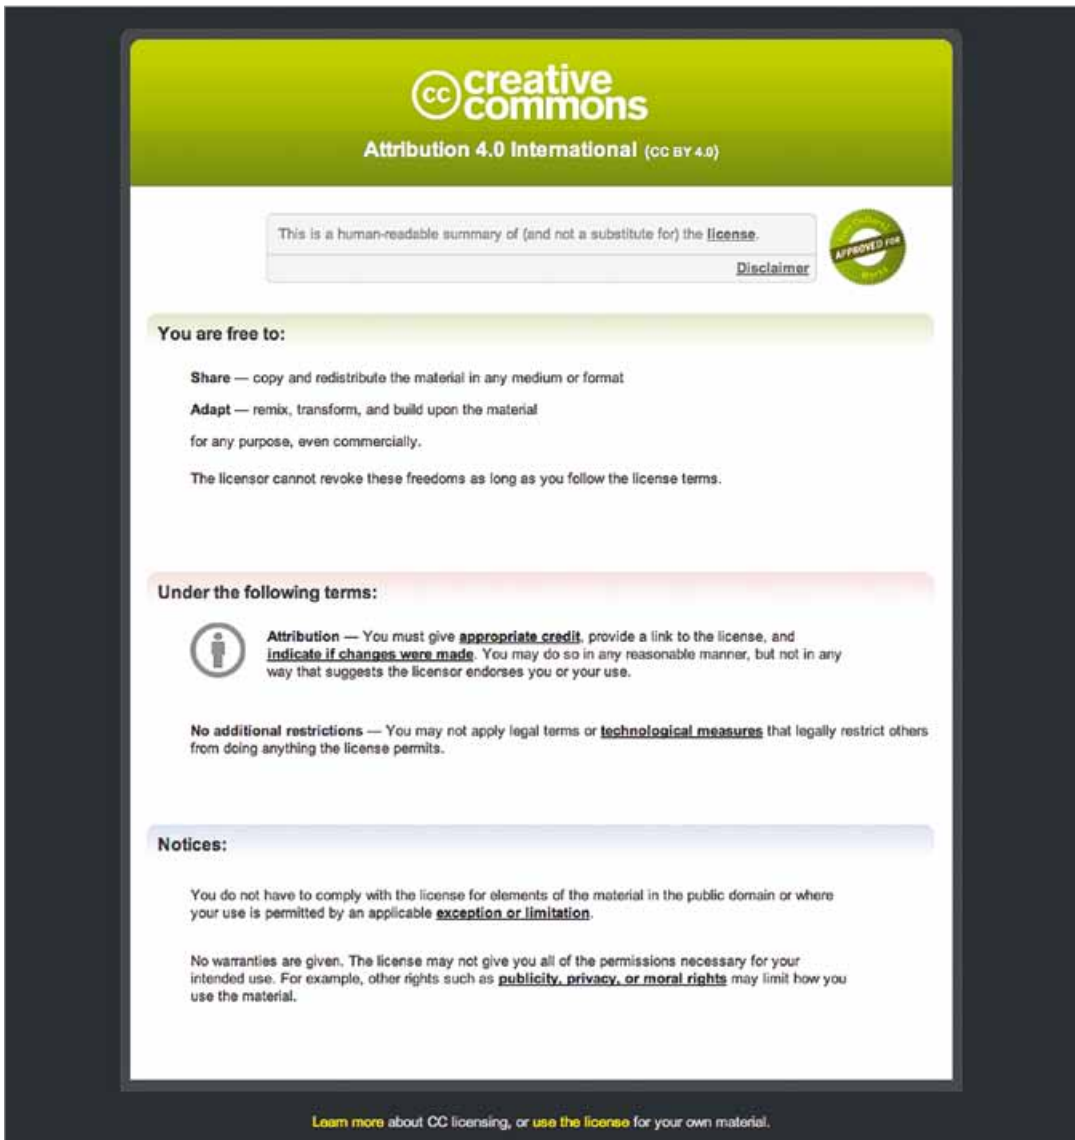 cc creative
commons
Attribution 4.0 International (CC BY 4.0)
This is a human-readable summary of (and not a substitute for) the license.
Disclaimer
APPROVED FOR
You are free to:
Share — copy and redistribute the material in any medium or format
Adapt — remix, transform, and build upon the material
for any purpose, even commercially.
The licensor cannot revoke these freedoms as long as you follow the license terms.
Under the following terms:
Attribution — You must give appropriate credit, provide a link to the license, and
indicate if changes were made. You may do so in any reasonable manner, but not in any
way that suggests the licensor endorses you or your use.
No additional restrictions — You may not apply legal terms or technological measures that legally restrict others
from doing anything the license permits.
Notices:
You do not have to comply with the license for elements of the material in the public domain or where
your use is permitted by an applicable exception or limitation.
No warranties are given. The license may not give you all of the permissions necessary for your
intended use. For example, other rights such as publicity, privacy, or moral rights may limit how you
use the material.
Learn more about CC licensing, or use the license for your own material.